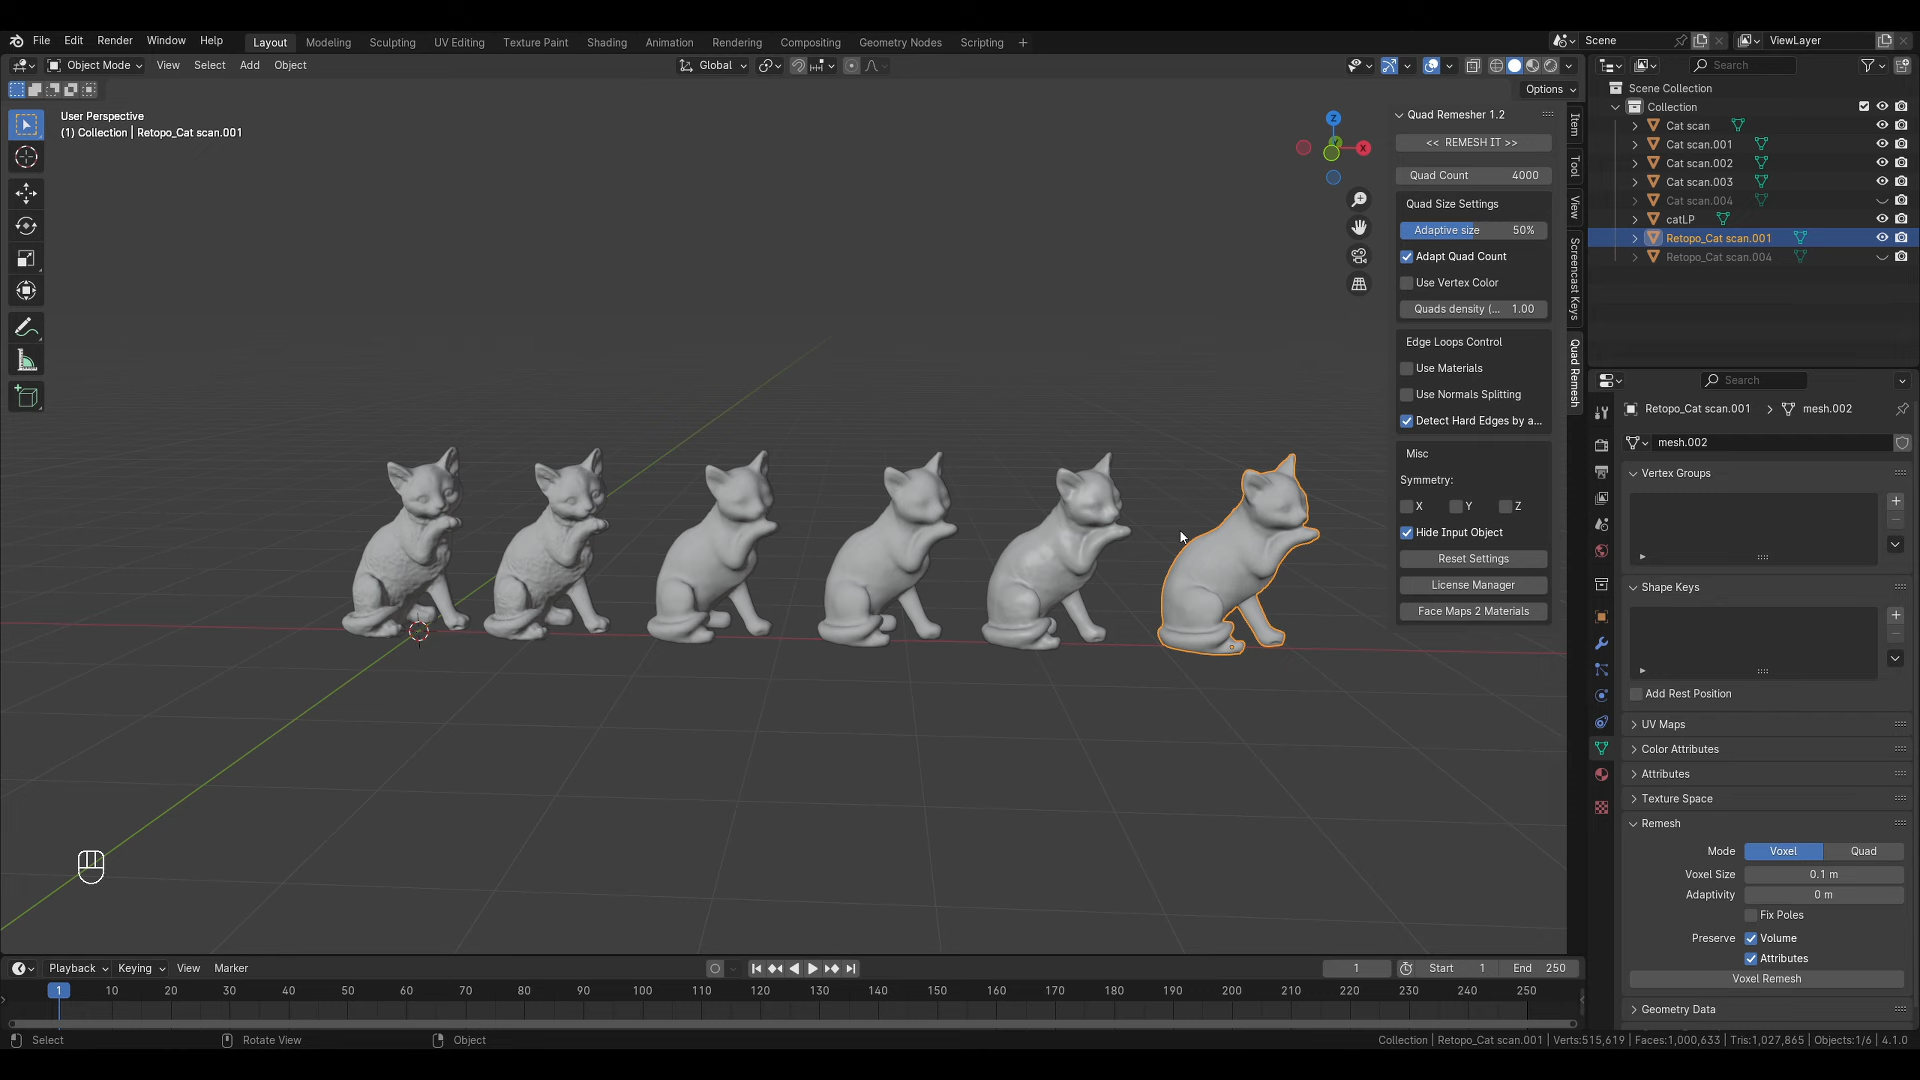 File Edit Render Window Help Layout Modeling Sculpting UV Editing Texture Paint Shading Animation Rendering Compositing Geometry Nodes Scripting + Scene ViewLayer
Object Mode View Select Add Object Global Search
Options
User Perspective
(1) Collection | Retopo_Cat scan.001
Z
X
Quad Remesher 1.2
<< REMESH IT >>
Quad Count 4000
Quad Size Settings
Adaptive size 50%
Adapt Quad Count
Use Vertex Color
Quads density (... 1.00
Edge Loops Control
Use Materials
Use Normals Splitting
Detect Hard Edges by a...
Misc
Symmetry:
X Y Z
Hide Input Object
Reset Settings
License Manager
Face Maps 2 Materials
Item
Tool
View
Screencast Keys
Quad Remesh
Scene Collection
Collection
Cat scan
Cat scan.001
Cat scan.002
Cat scan.003
Cat scan.004
catLP
Retopo_Cat scan.001
Retopo_Cat scan.004
Search
Retopo_Cat scan.001 > mesh.002
mesh.002
Vertex Groups
Shape Keys
Add Rest Position
UV Maps
Color Attributes
Attributes
Texture Space
Remesh
Mode Voxel Quad
Voxel Size 0.1 m
Adaptivity 0 m
Fix Poles
Preserve Volume
Attributes
Voxel Remesh
Geometry Data
Playback Keying View Marker 1 Start 1 End 250
1 10 20 30 40 50 60 70 80 90 100 110 120 130 140 150 160 170 180 190 200 210 220 230 240 250
Select Rotate View Object Collection | Retopo_Cat scan.001 | Verts:515,619 | Faces:1,000,633 | Tris:1,027,865 | Objects:1/6 | 4.1.0